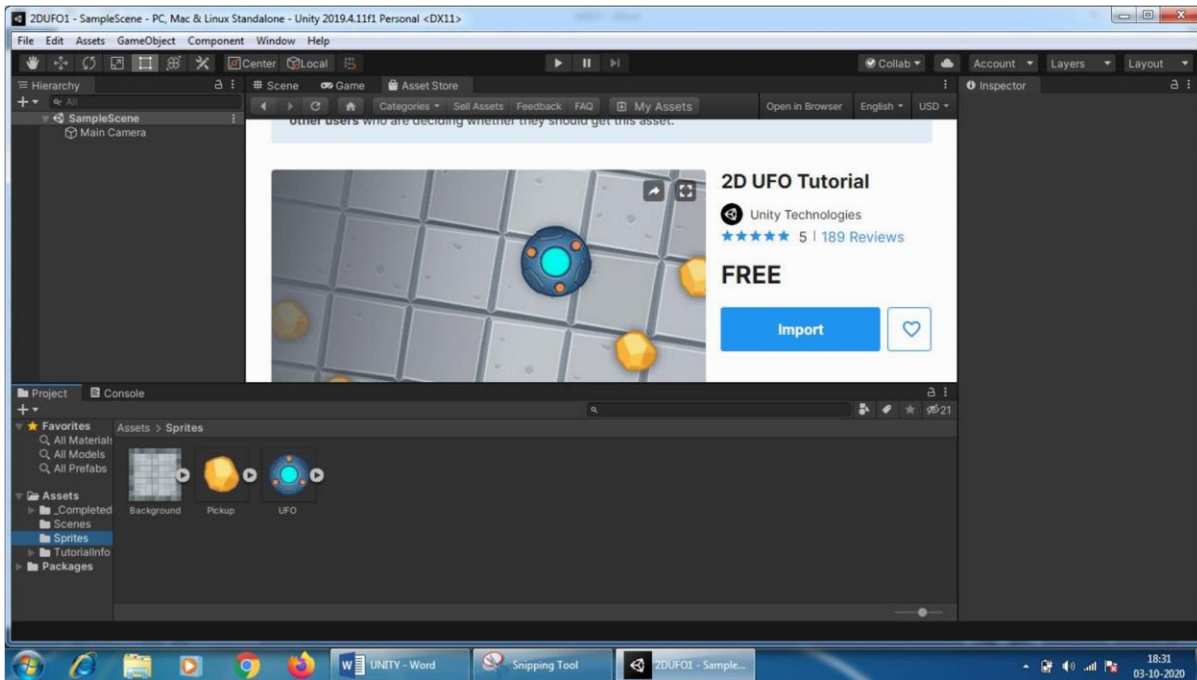 2DUFO1 - SampleScene - PC, Mac & Linux Standalone - Unity 2019.4.11f1 Personal <DX11>
File Edit Assets GameObject Component Window Help
Center Local Collab Account Layers Layout
Hierarchy Scene Game Asset Store Inspector
All Categories Sell Assets Feedback FAQ My Assets Open in Browser English USD
SampleScene
other users who are deciding whether they should get this asset.
Main Camera
2D UFO Tutorial
Unity Technologies
5 | 189 Reviews
FREE
Import
Project Console
21
Favorites Assets > Sprites
All Materials
All Models
All Prefabs
Assets
_Completed Background Pickup UFO
Scenes
Sprites
TutorialInfo
Packages
UNITY - Word Snipping Tool 2DUFO1 - Sample... 18:31
03-10-2020